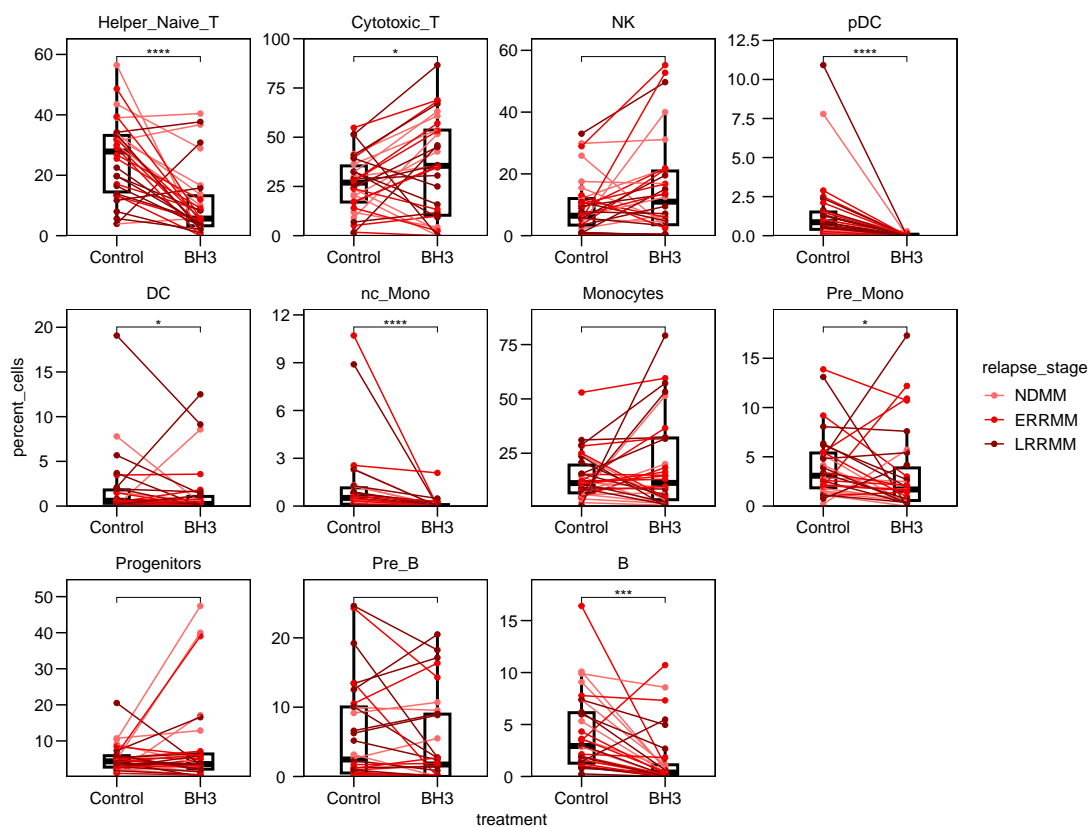 Helper_Naive_T Cytotoxic_T NK pDC
**** * ****
60 40 20 0
100 75 50 25 0
60 40 20 0
12.5 10.0 7.5 5.0 2.5 0.0
Control BH3 Control BH3 Control BH3 Control BH3
DC nc_Mono Monocytes Pre_Mono
* **** *
20 15 10 5 0
12 9 6 3 0
75 50 25
15 10 5 0
Control BH3 Control BH3 Control BH3 Control BH3
percent_cells
relapse_stage
NDMM
ERRMM
LRRMM
Progenitors Pre_B B
***
50 40 30 20 10
20 10 0
15 10 5 0
Control BH3 Control BH3 Control BH3
treatment